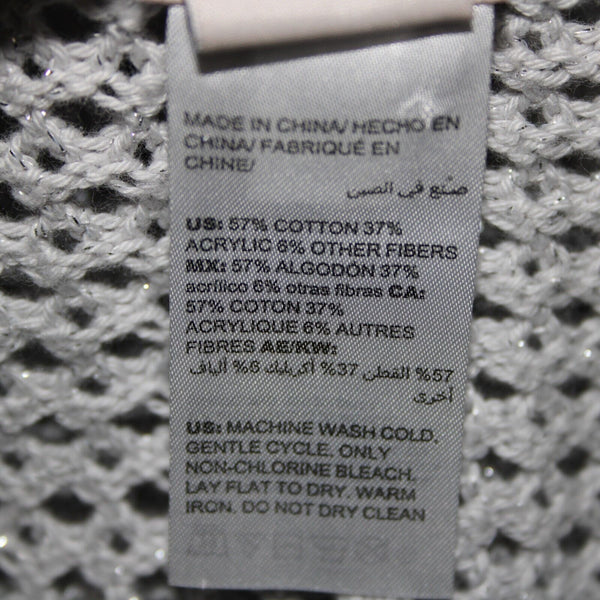 MADE IN CHINA/ HECHO EN
CHINA/ FABRIQUÉ EN
CHINE/
صنع في الصين
US: 57% COTTON 37%
ACRYLIC 6% OTHER FIBERS
MX: 57% ALGODÓN 37%
acrílico 6% otras fibras CA:
57% COTON 37%
ACRYLIQUE 6% AUTRES
FIBRES AE/KW:
57% القطن 37% أكريليك 6% ألياف
أخرى
US: MACHINE WASH COLD,
GENTLE CYCLE, ONLY
NON-CHLORINE BLEACH,
LAY FLAT TO DRY, WARM
IRON, DO NOT DRY CLEAN